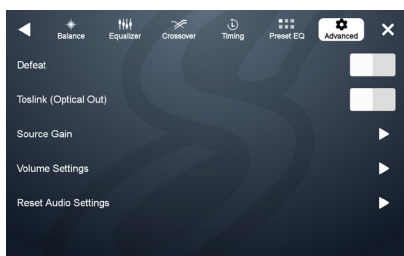 Balance Equalizer Crossover Timing Preset EQ Advanced
Defeat
Toslink (Optical Out)
Source Gain
Volume Settings
Reset Audio Settings